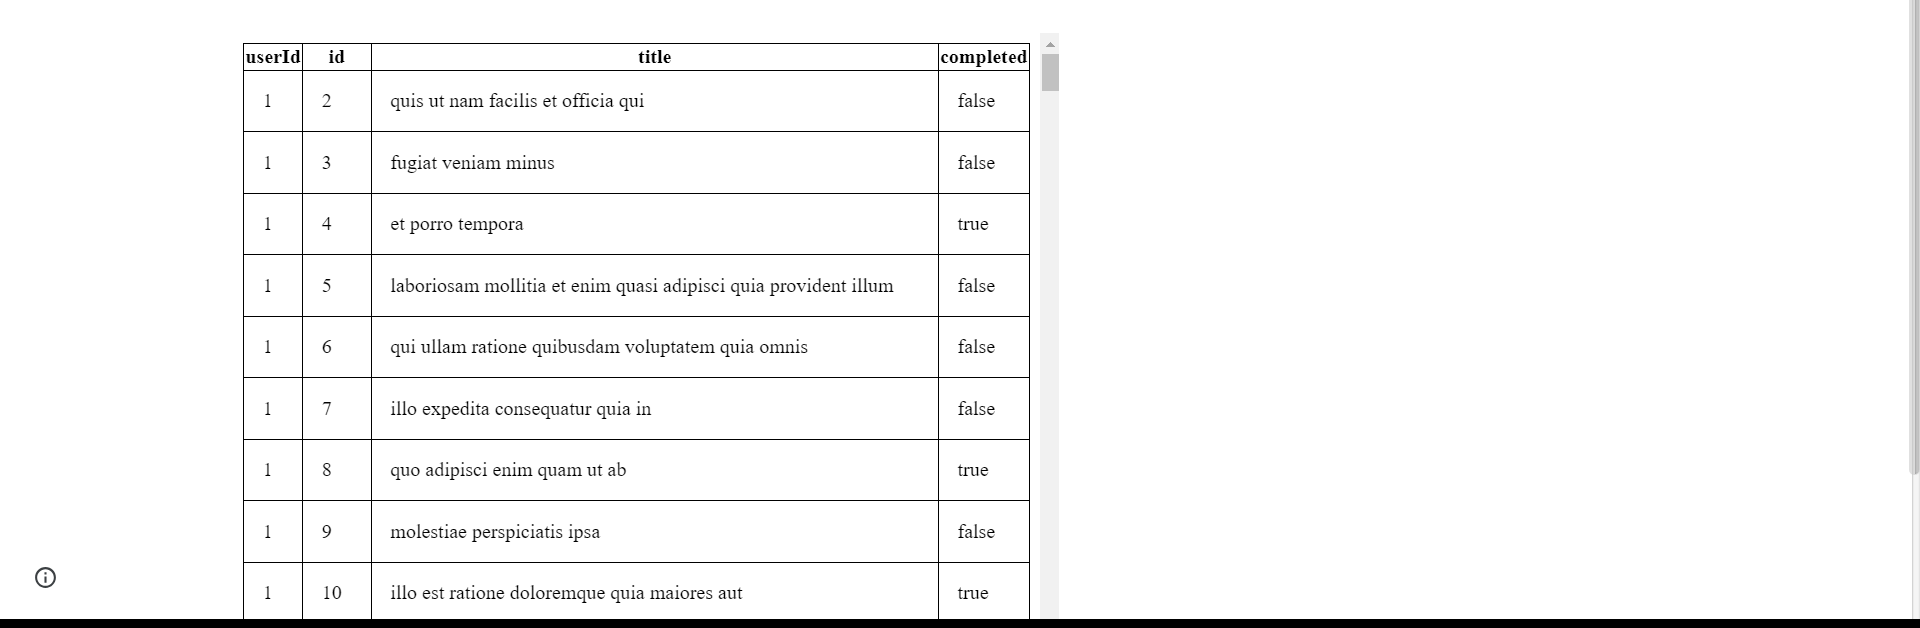 userId id title completed
1 2 quis ut nam facilis et officia qui false
1 3 fugiat veniam minus false
1 4 et porro tempora true
1 5 laboriosam mollitia et enim quasi adipisci quia provident illum false
1 6 qui ullam ratione quibusdam voluptatem quia omnis false
1 7 illo expedita consequatur quia in false
1 8 quo adipisci enim quam ut ab true
1 9 molestiae perspiciatis ipsa false
1 10 illo est ratione doloremque quia maiores aut true